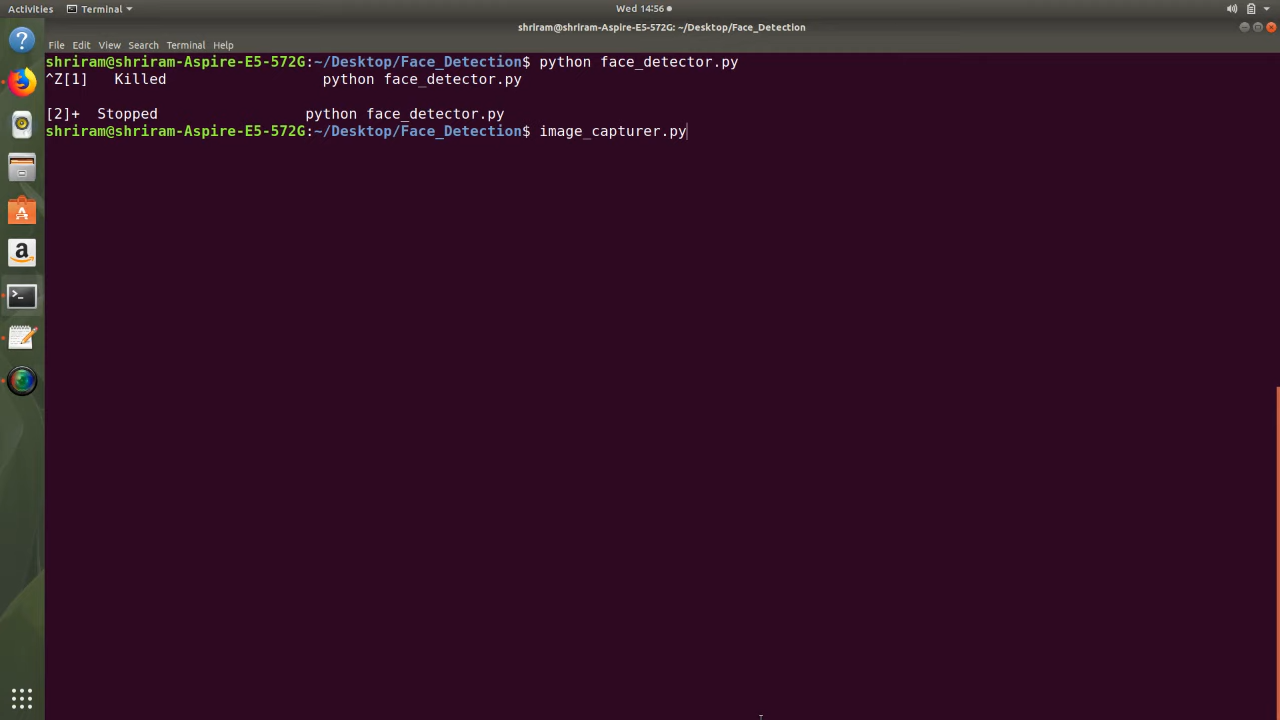 Activities Terminal Wed 14:56
shriram@shriram-Aspire-E5-572G: ~/Desktop/Face_Detection
File Edit View Search Terminal Help
shriram@shriram-Aspire-E5-572G:~/Desktop/Face_Detection$ python face_detector.py
^Z[1]   Killed                  python face_detector.py
[2]+  Stopped                 python face_detector.py
shriram@shriram-Aspire-E5-572G:~/Desktop/Face_Detection$ image_capturer.py